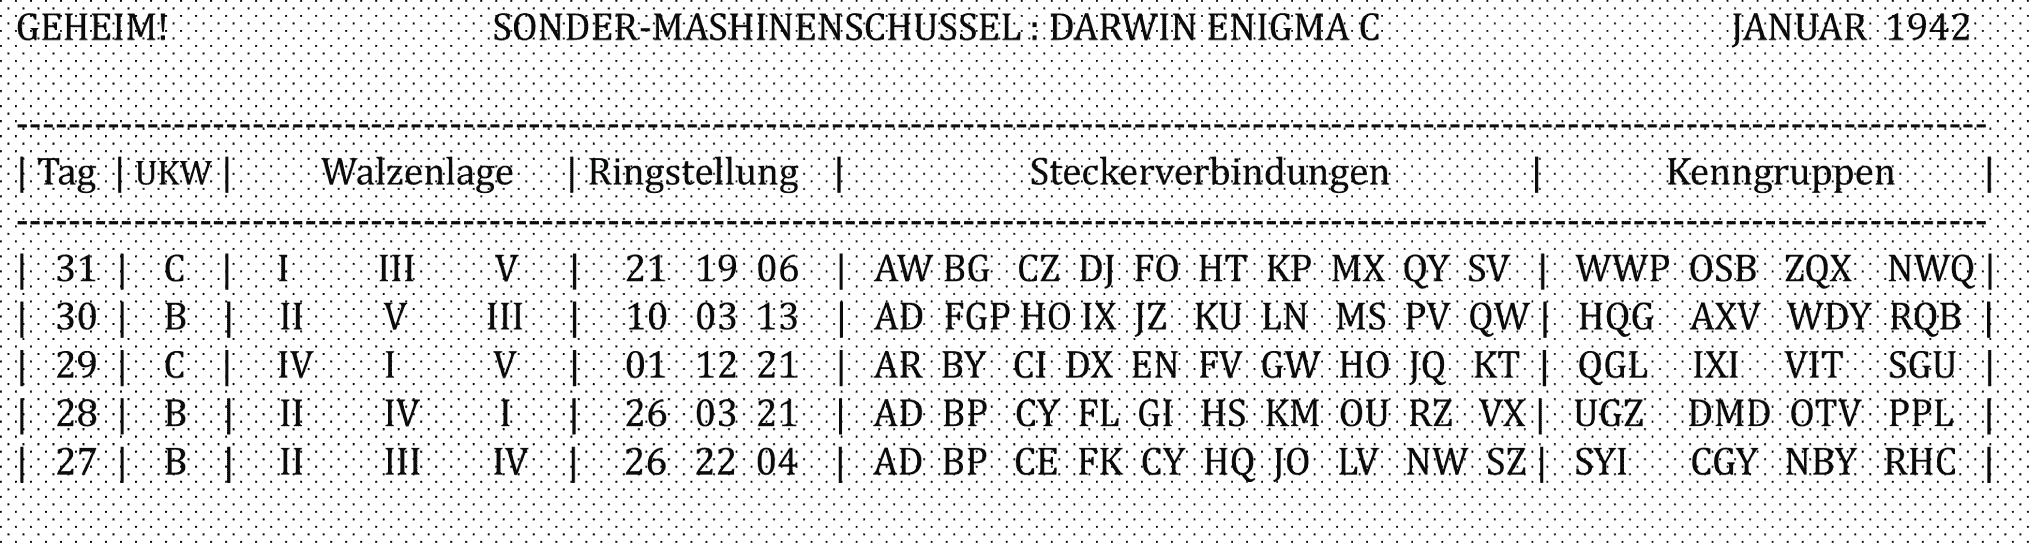 GEHEIM! SONDER-MASHINENSCHUSSEL : DARWIN ENIGMA C JANUAR 1942
| Tag | UKW | Walzenlage | Ringstellung | Steckerverbindungen | Kenngruppen |
| 31 | C | I III V | 21 19 06 | AW BG CZ DJ FO HT KP MX QY SV | WWP OSB ZQX NWQ |
| 30 | B | II V III | 10 03 13 | AD FGP HO IX JZ KU LN MS PV QW | HQG AXV WDY RQB |
| 29 | C | IV I V | 01 12 21 | AR BY CI DX EN FV GW HO JQ KT | QGL IXI VIT SGU |
| 28 | B | II IV I | 26 03 21 | AD BP CY FL GI HS KM OU RZ VX | UGZ DMD OTV PPL |
| 27 | B | II III IV | 26 22 04 | AD BP CE FK CY HQ JO LV NW SZ | SYI CGY NBY RHC |